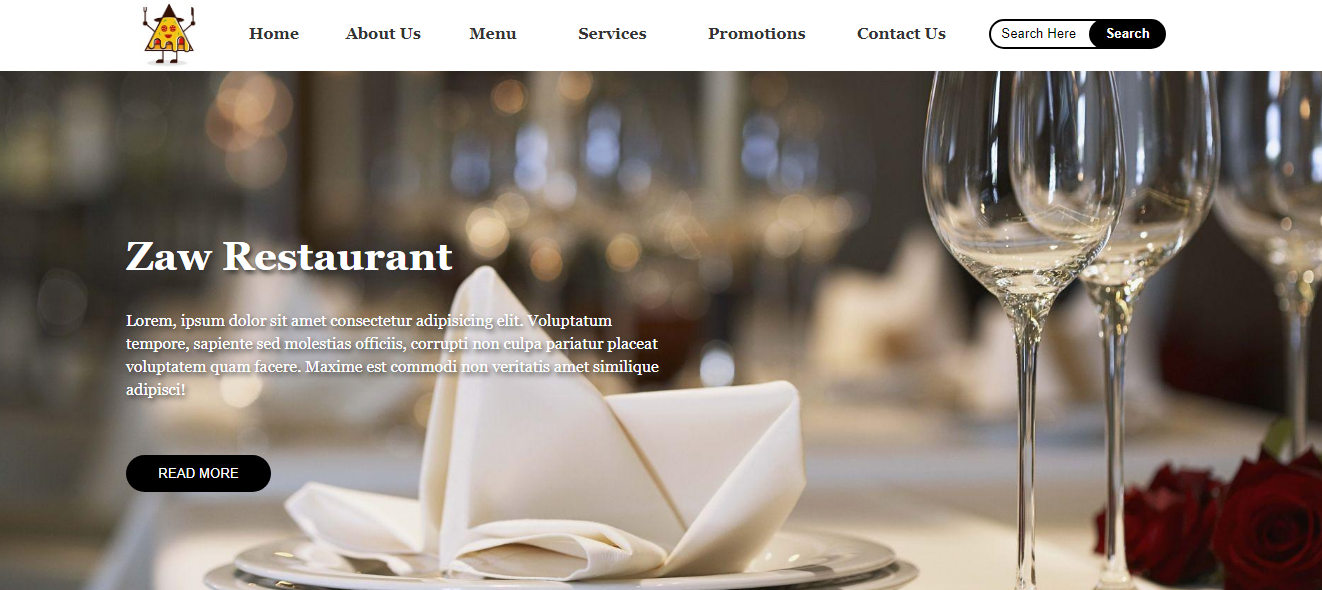 Home About Us Menu Services Promotions Contact Us Search Here Search
Zaw Restaurant
Lorem, ipsum dolor sit amet consectetur adipisicing elit. Voluptatum
tempore, sapiente sed molestias officiis, corrupti non culpa pariatur placeat
voluptatem quam facere. Maxime est commodi non veritatis amet similique
adipisci!
READ MORE